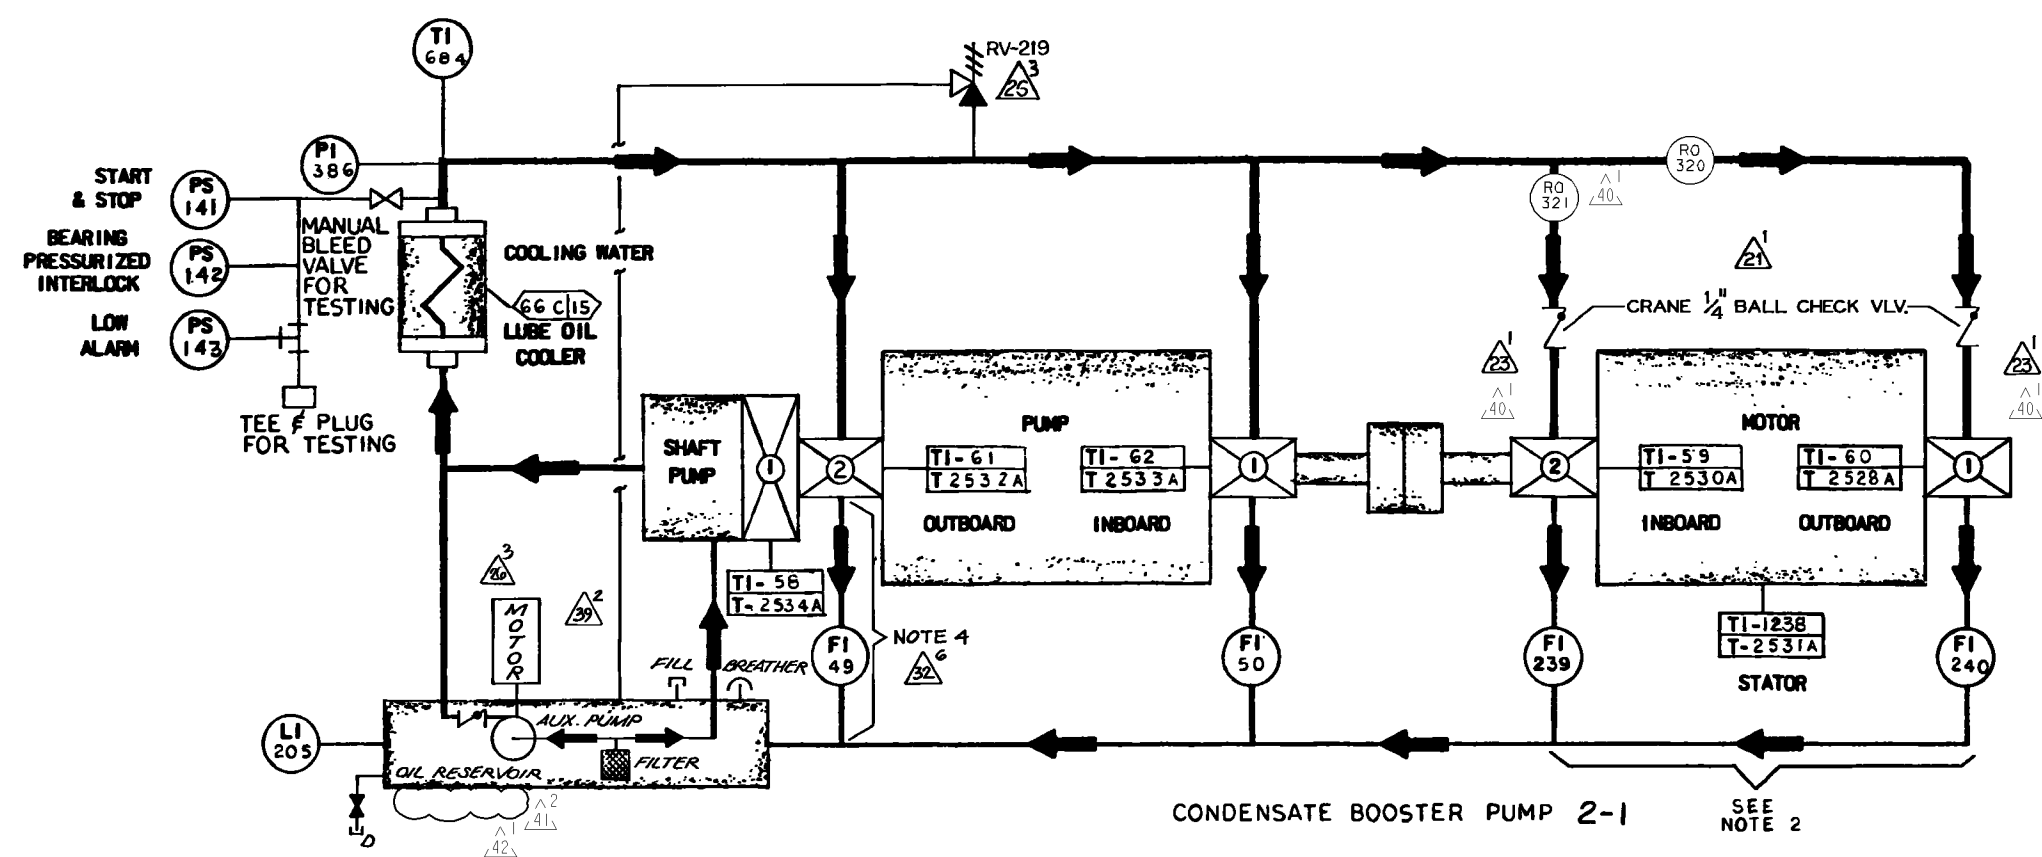 TI
684
RV-219
3
25
PI
386
START
& STOP
PS
141
RO
320
RO
321
1
40
MANUAL
BLEED
VALVE
FOR
TESTING
BEARING
PRESSURIZED
INTERLOCK
PS
142
COOLING WATER
1
21
66 C 15
LUBE OIL
COOLER
CRANE 1/4" BALL CHECK VLV.
LOW
ALARM
PS
143
1
23
1
40
1
23
1
40
TEE & PLUG
FOR TESTING
SHAFT
PUMP
1
2
PUMP
TI-61
T 2532A
OUTBOARD
TI-62
T 2533A
INBOARD
1
2
MOTOR
TI-59
T 2530A
INBOARD
TI-60
T 2528A
OUTBOARD
1
3
26
2
39
MOTOR
TI-58
T-2534A
FI
49
NOTE 4
6
32
FI
50
FI
239
TI-1238
T-2531A
STATOR
FI
240
FILL
BREATHER
LI
205
AUX. PUMP
FILTER
OIL RESERVOIR
D
2
41
1
42
CONDENSATE BOOSTER PUMP 2-1
SEE
NOTE 2